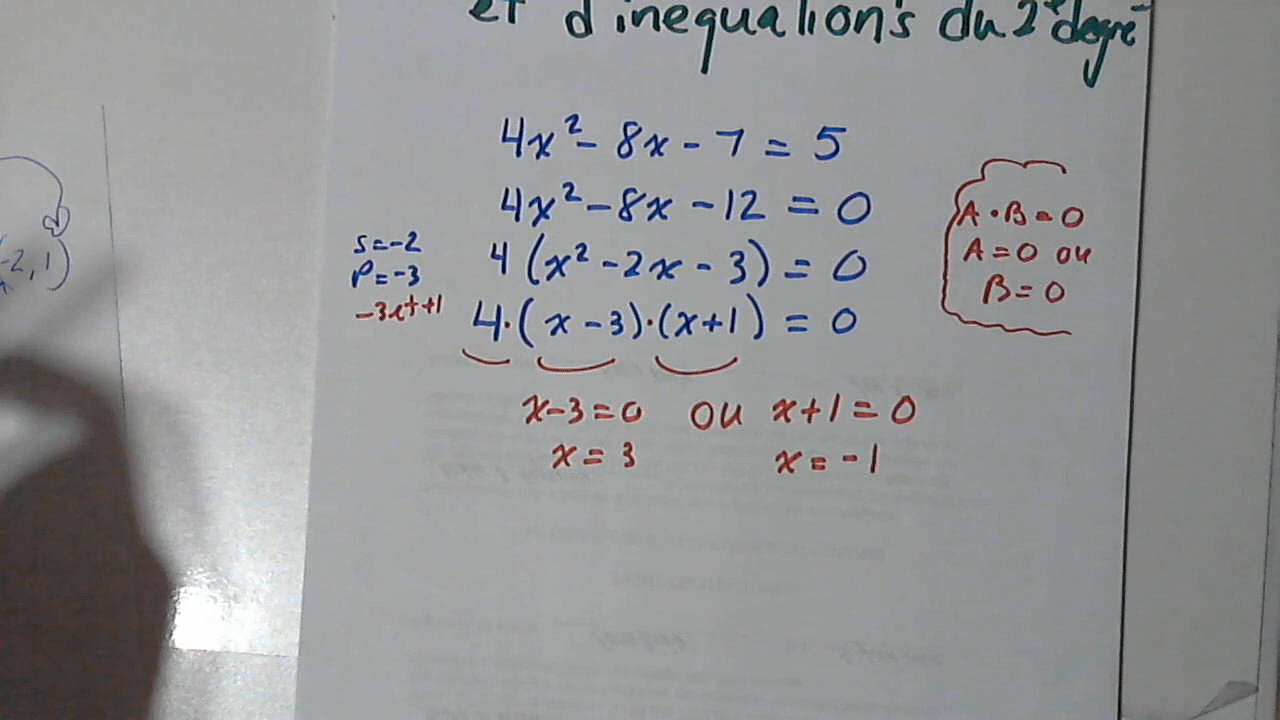 et d'inéquations du 2e degré
4x² - 8x - 7 = 5
4x² - 8x - 12 = 0
s = -2
P = -3
-3 et +1
4 (x² - 2x - 3) = 0
4·(x - 3)·(x + 1) = 0
x - 3 = 0 ou x + 1 = 0
x = 3 x = -1
A · B = 0
A = 0 ou
B = 0
-2, 1)